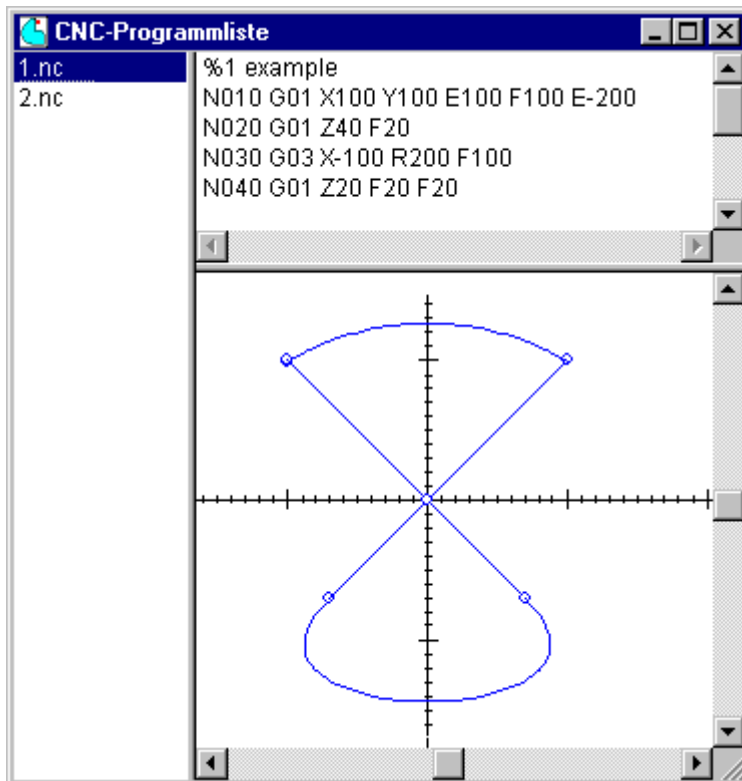 CNC-Programmliste
1.nc
2.nc
%1 example
N010 G01 X100 Y100 E100 F100 E-200
N020 G01 Z40 F20
N030 G03 X-100 R200 F100
N040 G01 Z20 F20 F20